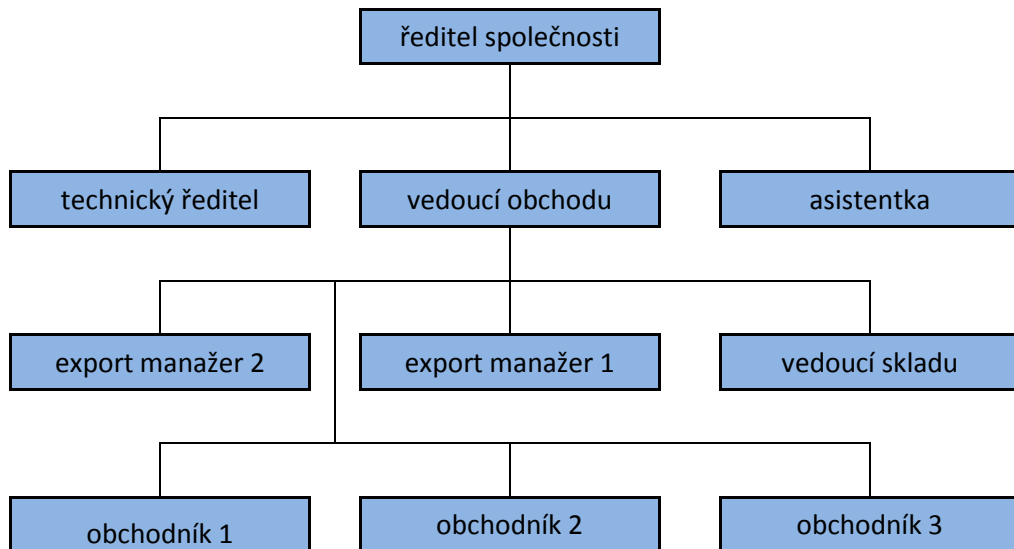 ředitel společnosti
technický ředitel
vedoucí obchodu
asistentka
export manažer 2
export manažer 1
vedoucí skladu
obchodník 1
obchodník 2
obchodník 3